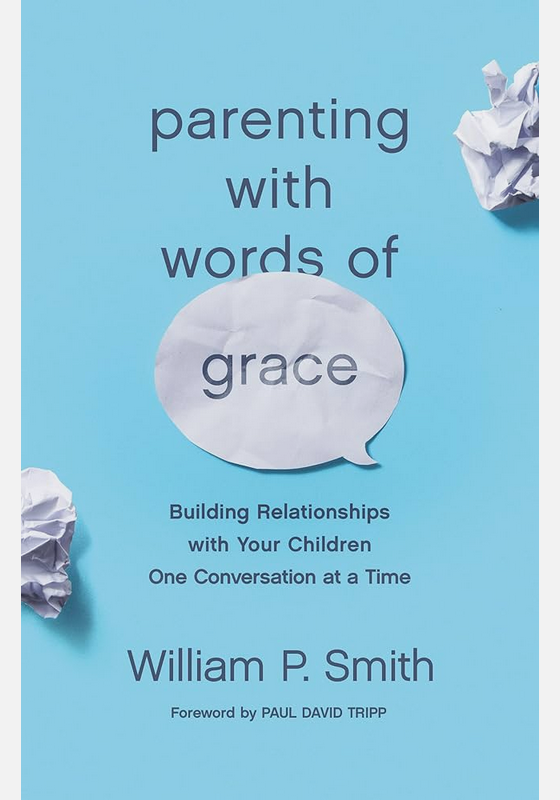 parenting
with
words of
grace
Building Relationships
with Your Children
One Conversation at a Time
William P. Smith
Foreword by PAUL DAVID TRIPP